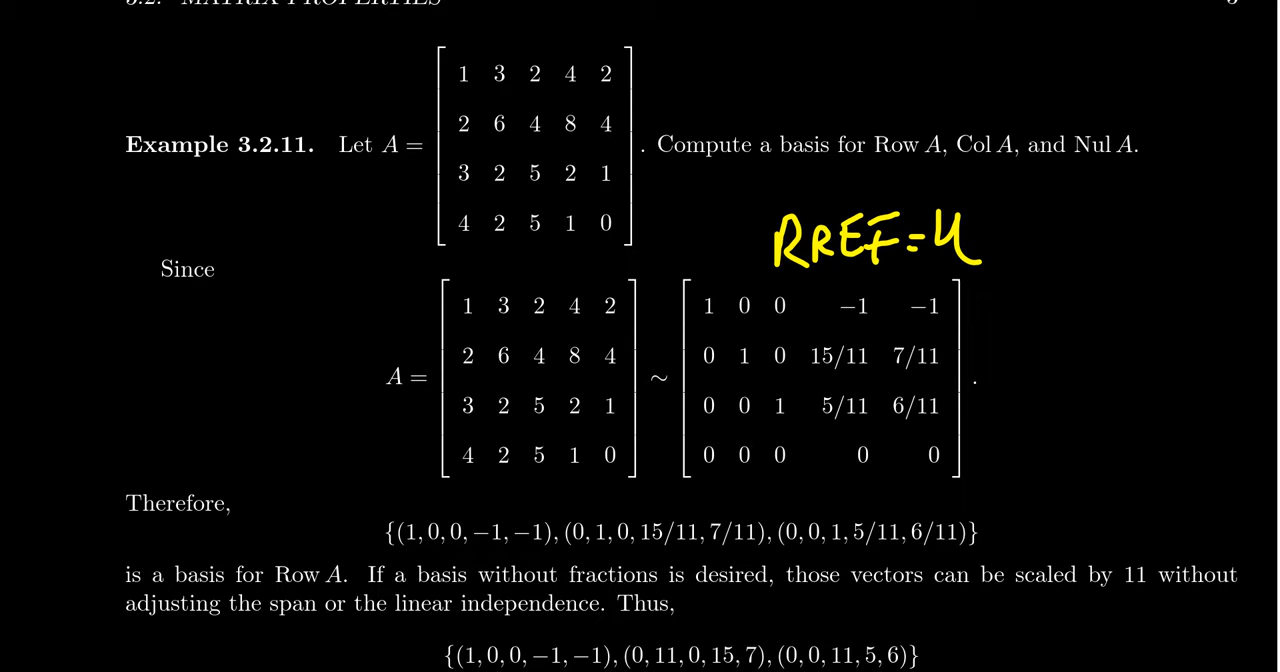 3.2. MATRIX PROPERTIES
Example 3.2.11. Let A = [ 1 3 2 4 2
2 6 4 8 4
3 2 5 2 1
4 2 5 1 0 ] . Compute a basis for Row A, Col A, and Nul A.
RREF=U
Since
A = [ 1 3 2 4 2
2 6 4 8 4
3 2 5 2 1
4 2 5 1 0 ] ∼ [ 1 0 0 −1 −1
0 1 0 15/11 7/11
0 0 1 5/11 6/11
0 0 0 0 0 ] .
Therefore,
{(1, 0, 0, −1, −1), (0, 1, 0, 15/11, 7/11), (0, 0, 1, 5/11, 6/11)}
is a basis for Row A. If a basis without fractions is desired, those vectors can be scaled by 11 without
adjusting the span or the linear independence. Thus,
{(1, 0, 0, −1, −1), (0, 11, 0, 15, 7), (0, 0, 11, 5, 6)}